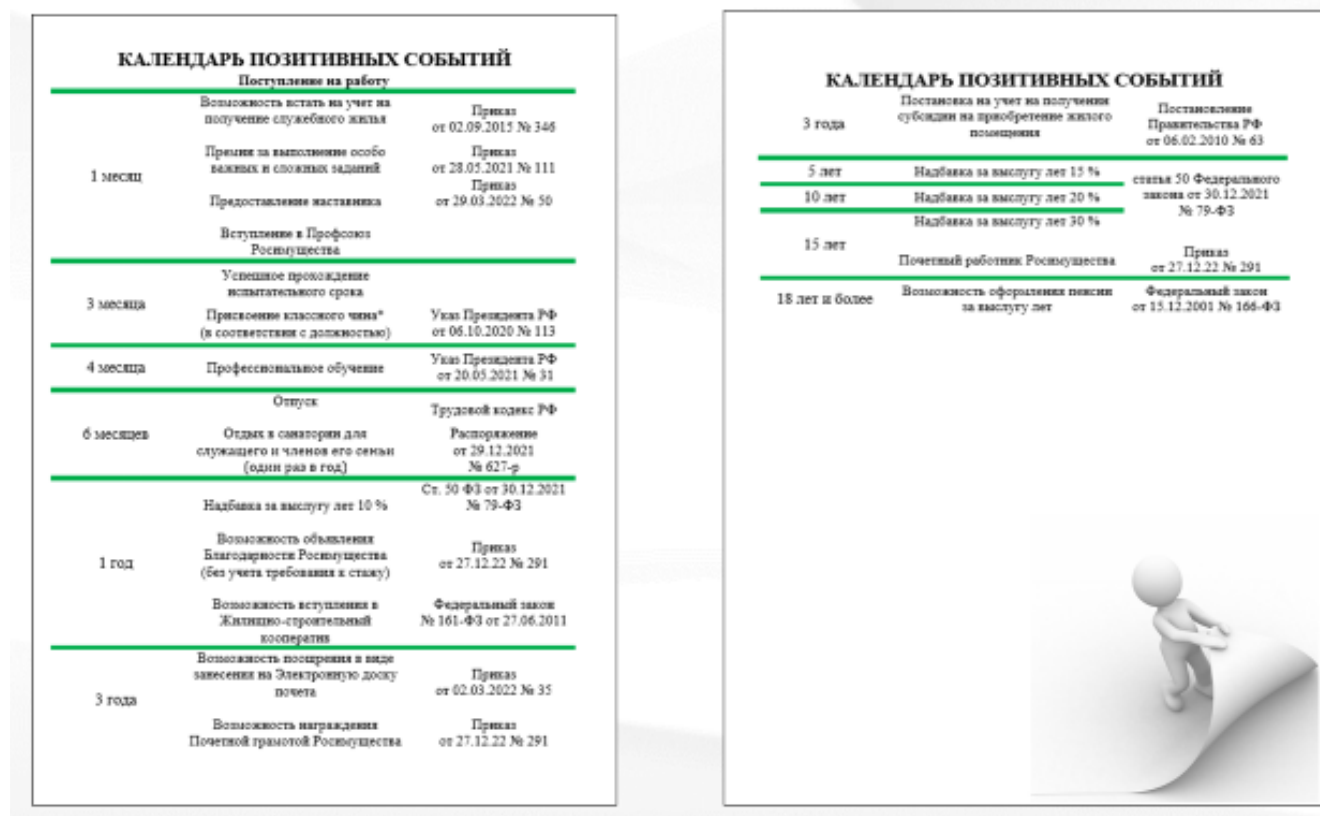 КАЛЕНДАРЬ ПОЗИТИВНЫХ СОБЫТИЙ
Поступление на работу
1 месяц
Возможность встать на учет на
получение служебного жилья
Приказ
от 02.09.2015 № 346
Премия за выполнение особо
важных и сложных заданий
Приказ
от 28.05.2021 № 111
Предоставление наставника
Приказ
от 29.03.2022 № 50
Вступление в Профсоюз
Росимущества
3 месяца
Успешное прохождение
испытательного срока
Присвоение классного чина*
(в соответствии с должностью)
Указ Президента РФ
от 06.10.2020 № 113
4 месяца
Профессиональное обучение
Указ Президента РФ
от 20.05.2021 № 31
6 месяцев
Отпуск
Трудовой кодекс РФ
Отдых в санатории для
служащего и членов его семьи
(один раз в год)
Распоряжение
от 29.12.2021
№ 627-р
1 год
Надбавка за выслугу лет 10 %
Ст. 50 ФЗ от 30.12.2021
№ 79-ФЗ
Возможность объявления
Благодарности Росимущества
(без учета требования к стажу)
Приказ
от 27.12.22 № 291
Возможность вступления в
Жилищно-строительный
кооператив
Федеральный закон
№ 161-ФЗ от 27.06.2011
3 года
Возможность поощрения в виде
занесения на Электронную доску
почета
Приказ
от 02.03.2022 № 35
Возможность награждения
Почетной грамотой Росимущества
Приказ
от 27.12.22 № 291
КАЛЕНДАРЬ ПОЗИТИВНЫХ СОБЫТИЙ
3 года
Постановка на учет на получении
субсидии на приобретение жилого
помещения
Постановление
Правительства РФ
от 06.02.2010 № 63
5 лет
Надбавка за выслугу лет 15 %
10 лет
Надбавка за выслугу лет 20 %
статья 50 Федерального
закона от 30.12.2021
№ 79-ФЗ
15 лет
Надбавка за выслугу лет 30 %
Почетный работник Росимущества
Приказ
от 27.12.22 № 291
18 лет и более
Возможность оформления пенсии
за выслугу лет
Федеральный закон
от 15.12.2001 № 166-ФЗ